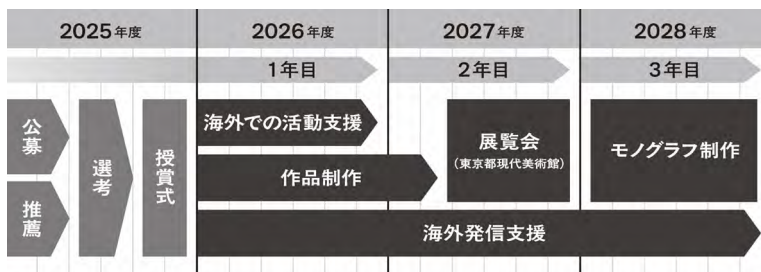 2025年度
2026年度
2027年度
2028年度
1年目
2年目
3年目
公募
推薦
選考
授賞式
海外での活動支援
作品制作
展覧会
(東京都現代美術館)
モノグラフ制作
海外発信支援